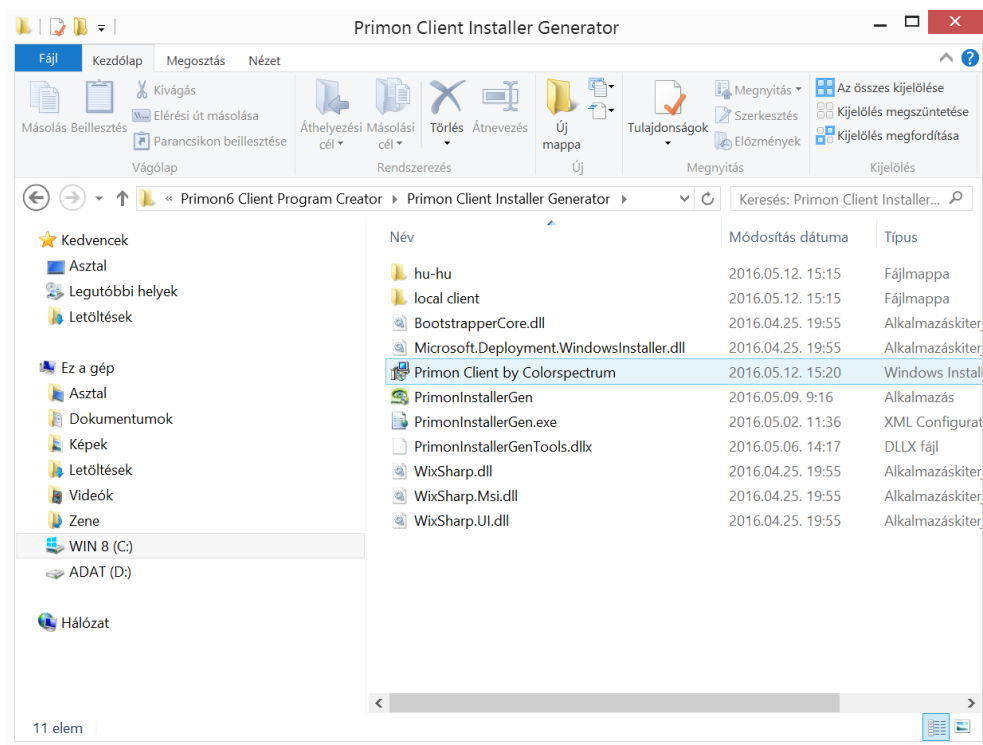 Primon Client Installer Generator
Fájl Kezdőlap Megosztás Nézet
Másolás Beillesztés Kivágás
Elérési út másolása
Parancsikon beillesztése
Vágólap
Áthelyezési cél Másolási cél Törlés Átnevezés
Rendszerezés
Új mappa
Új
Tulajdonságok Megnyitás
Szerkesztés
Előzmények
Megnyitás
Az összes kijelölése
Kijelölés megszüntetése
Kijelölés megfordítása
Kijelölés
« Primon6 Client Program Creator Primon Client Installer Generator Keresés: Primon Client Installer...
Kedvencek
Asztal
Legutóbbi helyek
Letöltések
Ez a gép
Asztal
Dokumentumok
Képek
Letöltések
Videók
Zene
WIN 8 (C:)
ADAT (D:)
Hálózat
Név Módosítás dátuma Típus
hu-hu 2016.05.12. 15:15 Fájlmappa
local client 2016.05.12. 15:15 Fájlmappa
BootstrapperCore.dll 2016.04.25. 19:55 Alkalmazáskiter
Microsoft.Deployment.WindowsInstaller.dll 2016.04.25. 19:55 Alkalmazáskiter
Primon Client by Colorspectrum 2016.05.12. 15:20 Windows Install
PrimonInstallerGen 2016.05.09. 9:16 Alkalmazás
PrimonInstallerGen.exe 2016.05.02. 11:36 XML Configurat
PrimonInstallerGenTools.dllx 2016.05.06. 14:17 DLLX fájl
WixSharp.dll 2016.04.25. 19:55 Alkalmazáskiter
WixSharp.Msi.dll 2016.04.25. 19:55 Alkalmazáskiter
WixSharp.UI.dll 2016.04.25. 19:55 Alkalmazáskiter
11 elem